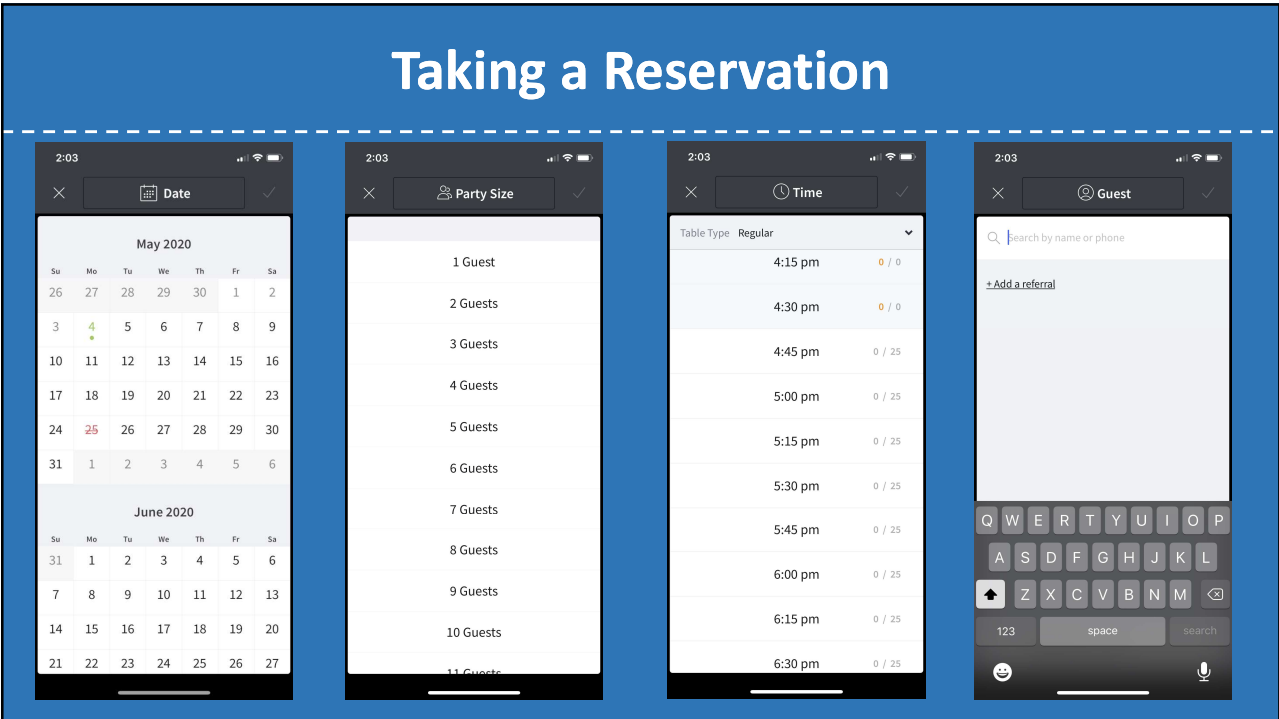 Taking a Reservation
2:03
Date
May 2020
Su Mo Tu We Th Fr Sa
26 27 28 29 30 1 2
3 4 5 6 7 8 9
10 11 12 13 14 15 16
17 18 19 20 21 22 23
24 25 26 27 28 29 30
31 1 2 3 4 5 6
June 2020
Su Mo Tu We Th Fr Sa
31 1 2 3 4 5 6
7 8 9 10 11 12 13
14 15 16 17 18 19 20
21 22 23 24 25 26 27
2:03
Party Size
1 Guest
2 Guests
3 Guests
4 Guests
5 Guests
6 Guests
7 Guests
8 Guests
9 Guests
10 Guests
11 Guests
2:03
Time
Table Type Regular
4:15 pm 0 / 0
4:30 pm 0 / 0
4:45 pm 0 / 25
5:00 pm 0 / 25
5:15 pm 0 / 25
5:30 pm 0 / 25
5:45 pm 0 / 25
6:00 pm 0 / 25
6:15 pm 0 / 25
6:30 pm 0 / 25
2:03
Guest
Search by name or phone
+ Add a referral
Q W E R T Y U I O P
A S D F G H J K L
Z X C V B N M
123 space search